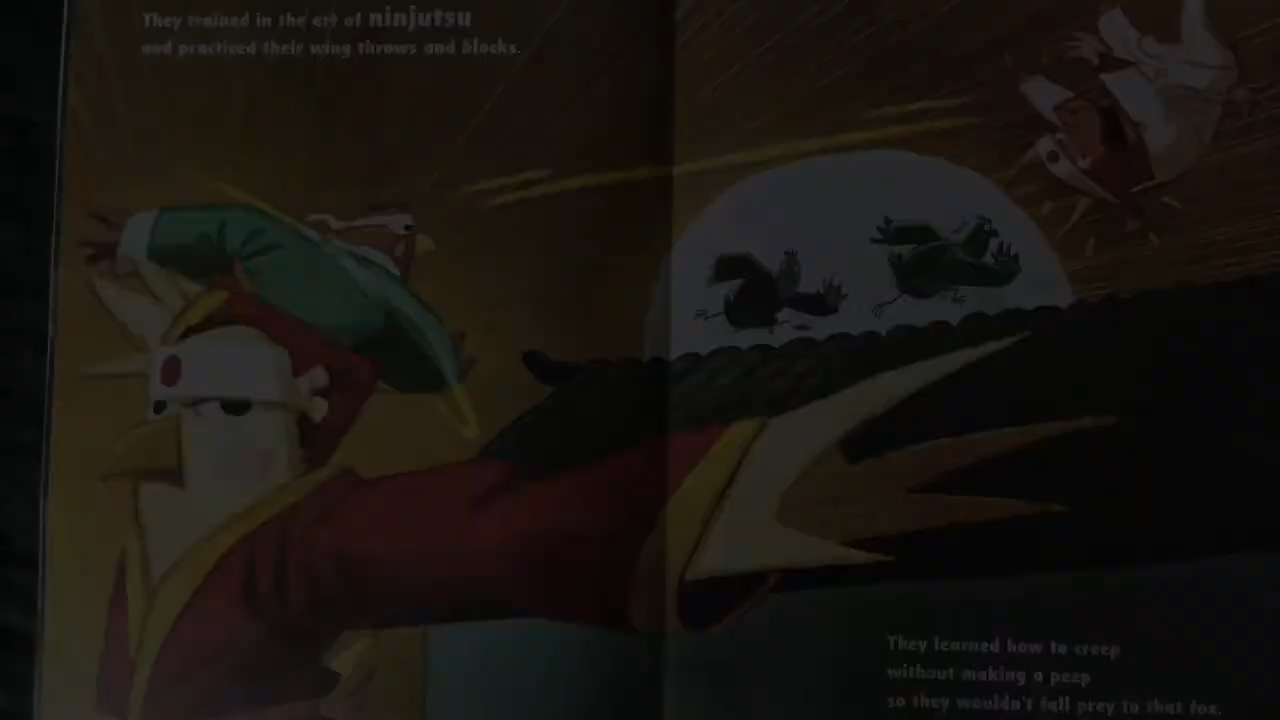 They trained in the art of ninjutsu
and practised their wing throws and blocks.
They learned how to creep
without making a peep
so they wouldn't fall prey to that fox.